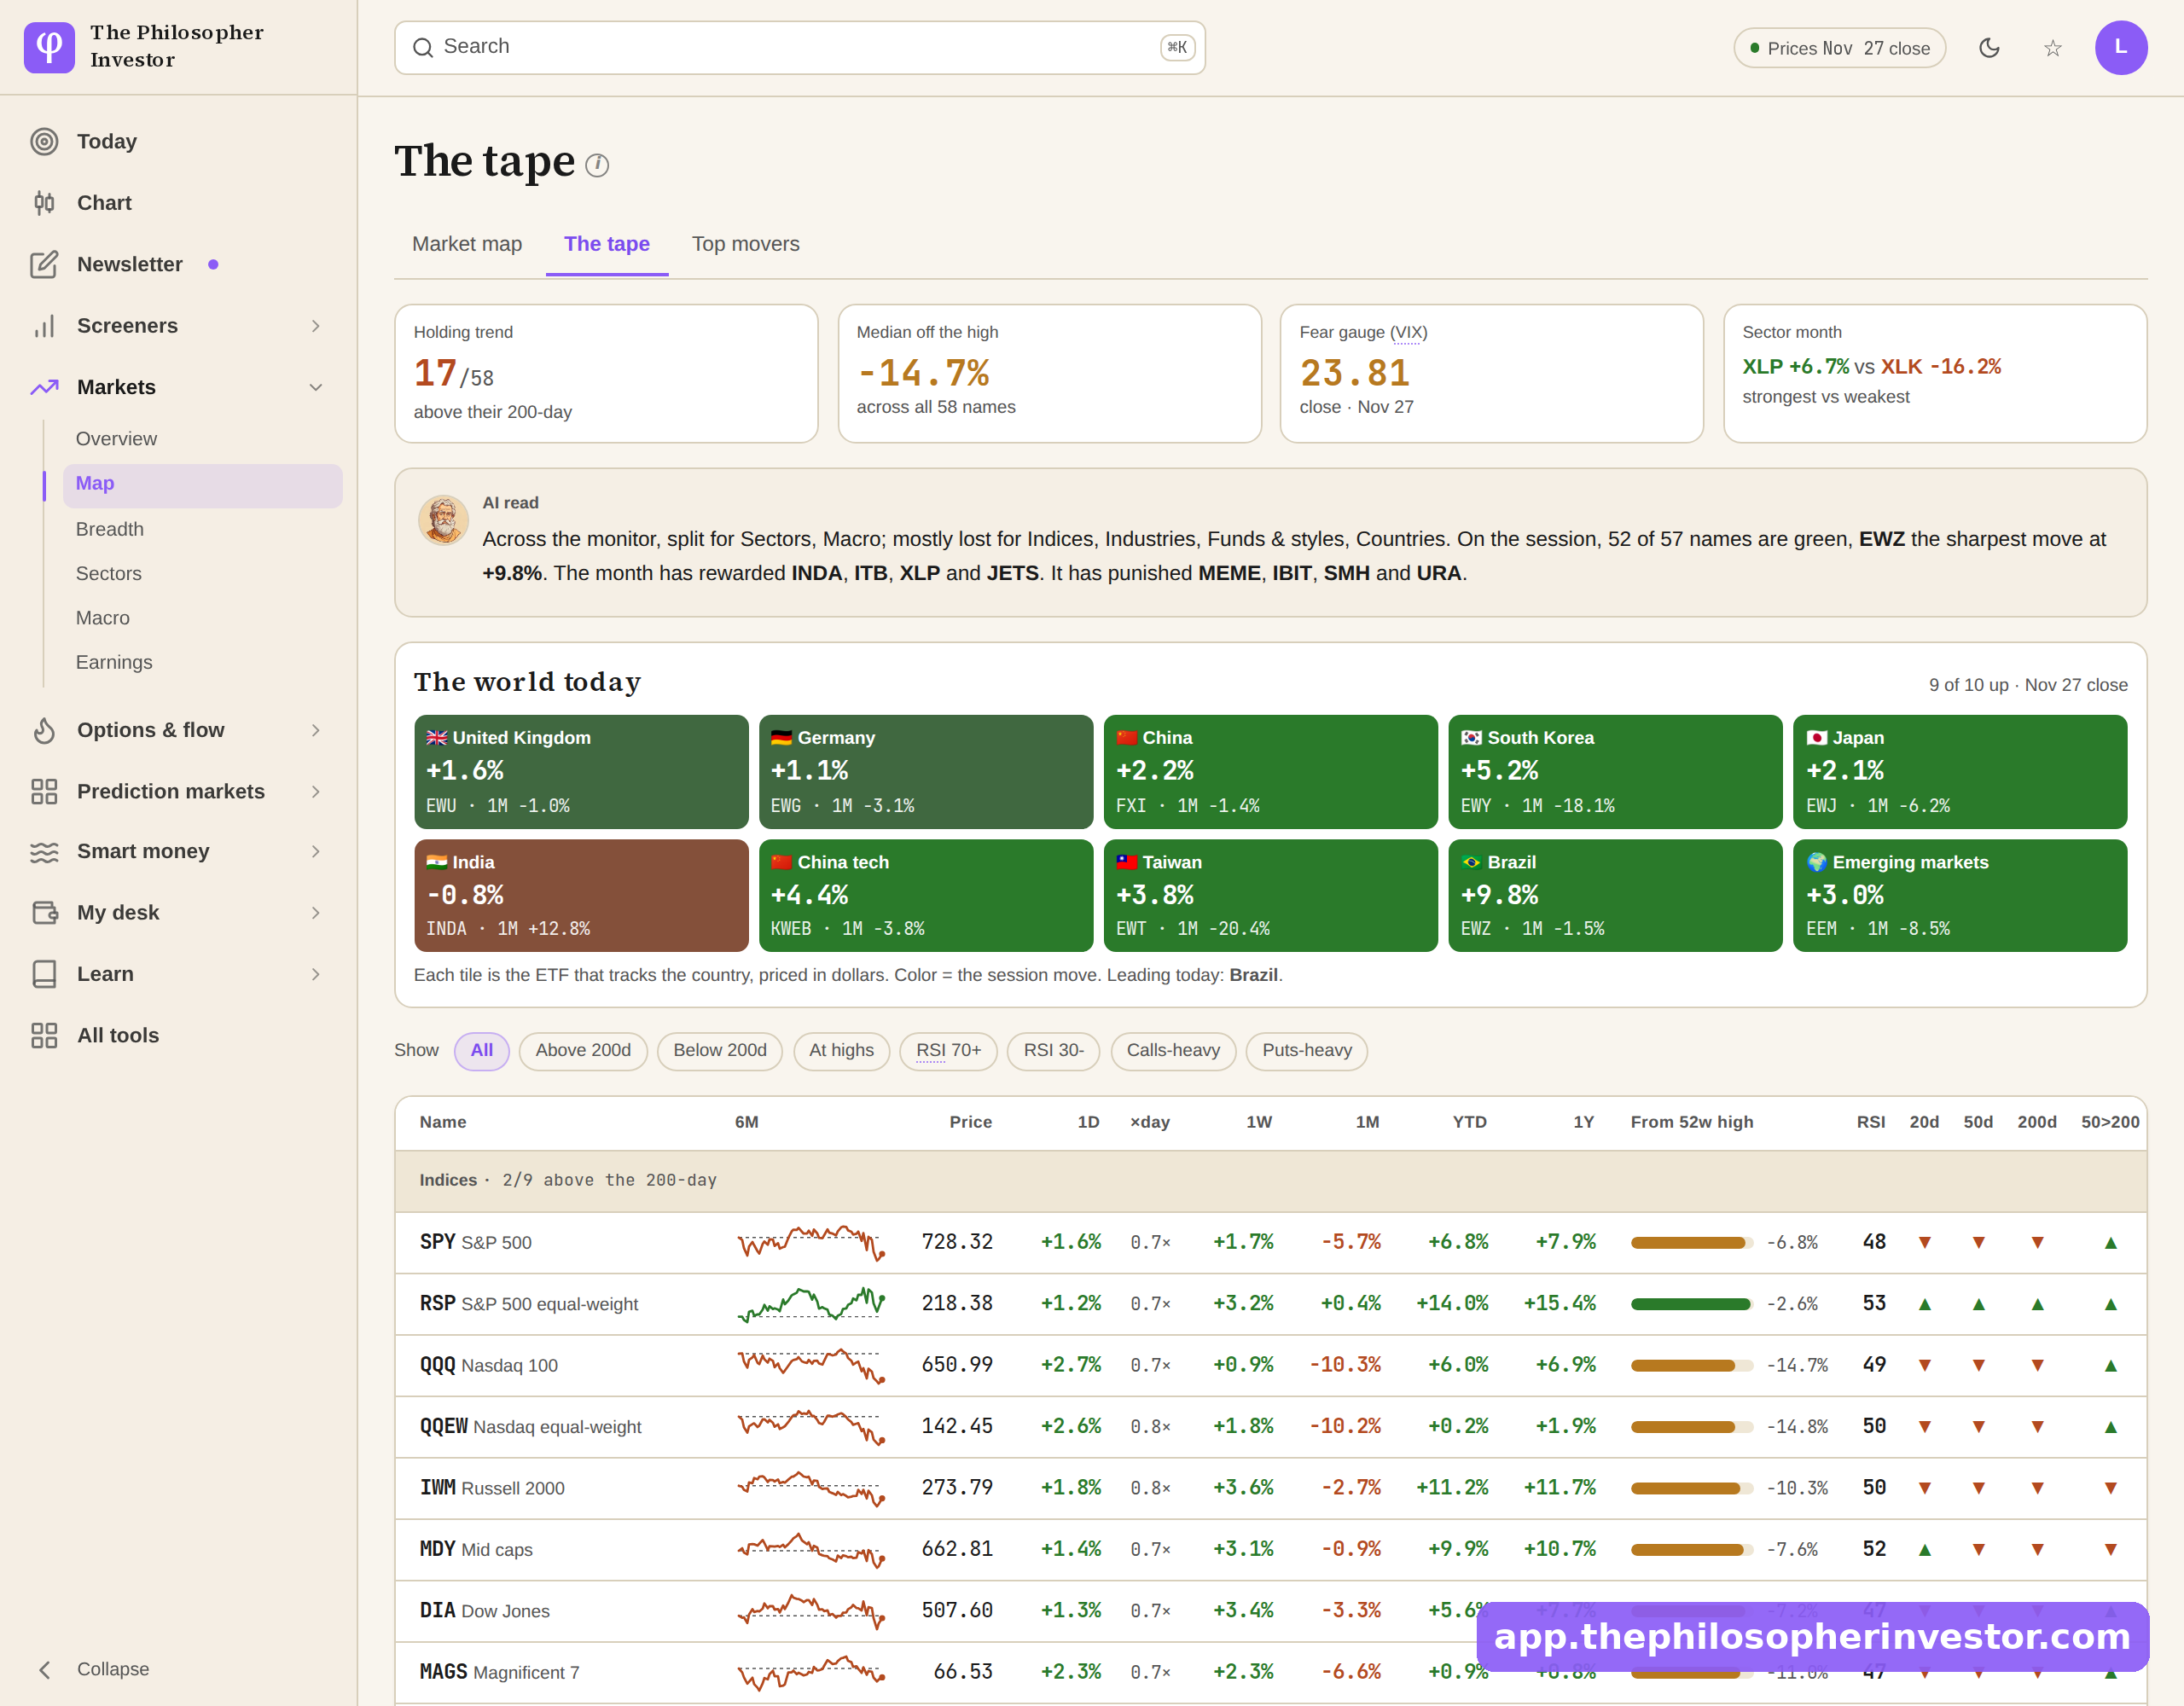 φ The Philosopher
Investor
Search ⌘K
Prices Nov 27 close
L
Today
Chart
Newsletter
Screeners
Markets
Overview
Map
Breadth
Sectors
Macro
Earnings
Options & flow
Prediction markets
Smart money
My desk
Learn
All tools
Collapse
The tape i
Market map The tape Top movers
Holding trend
17/58
above their 200-day
Median off the high
-14.7%
across all 58 names
Fear gauge (VIX)
23.81
close · Nov 27
Sector month
XLP +6.7% vs XLK -16.2%
strongest vs weakest
AI read
Across the monitor, split for Sectors, Macro; mostly lost for Indices, Industries, Funds & styles, Countries. On the session, 52 of 57 names are green, EWZ the sharpest move at
+9.8%. The month has rewarded INDA, ITB, XLP and JETS. It has punished MEME, IBIT, SMH and URA.
The world today
9 of 10 up · Nov 27 close
United Kingdom
+1.6%
EWU · 1M -1.0%
Germany
+1.1%
EWG · 1M -3.1%
China
+2.2%
FXI · 1M -1.4%
South Korea
+5.2%
EWY · 1M -18.1%
Japan
+2.1%
EWJ · 1M -6.2%
India
-0.8%
INDA · 1M +12.8%
China tech
+4.4%
KWEB · 1M -3.8%
Taiwan
+3.8%
EWT · 1M -20.4%
Brazil
+9.8%
EWZ · 1M -1.5%
Emerging markets
+3.0%
EEM · 1M -8.5%
Each tile is the ETF that tracks the country, priced in dollars. Color = the session move. Leading today: Brazil.
Show All Above 200d Below 200d At highs RSI 70+ RSI 30- Calls-heavy Puts-heavy
Name 6M Price 1D ×day 1W 1M YTD 1Y From 52w high RSI 20d 50d 200d 50>200
Indices · 2/9 above the 200-day
SPY S&P 500 728.32 +1.6% 0.7× +1.7% -5.7% +6.8% +7.9% -6.8% 48 ▼ ▼ ▼ ▲
RSP S&P 500 equal-weight 218.38 +1.2% 0.7× +3.2% +0.4% +14.0% +15.4% -2.6% 53 ▲ ▲ ▲ ▲
QQQ Nasdaq 100 650.99 +2.7% 0.7× +0.9% -10.3% +6.0% +6.9% -14.7% 49 ▼ ▼ ▼ ▲
QQEW Nasdaq equal-weight 142.45 +2.6% 0.8× +1.8% -10.2% +0.2% +1.9% -14.8% 50 ▼ ▼ ▼ ▲
IWM Russell 2000 273.79 +1.8% 0.8× +3.6% -2.7% +11.2% +11.7% -10.3% 50 ▼ ▼ ▼ ▼
MDY Mid caps 662.81 +1.4% 0.7× +3.1% -0.9% +9.9% +10.7% -7.6% 52 ▲ ▼ ▼ ▼
DIA Dow Jones 507.60 +1.3% 0.7× +3.4% -3.3% +5.6% +7.7% -7.2% 47 ▼ ▼ ▼ ▲
MAGS Magnificent 7 66.53 +2.3% 0.7× +2.3% -6.6% +0.9% +0.8% -11.0% 47 ▼ ▼ ▼ ▲
app.thephilosopherinvestor.com